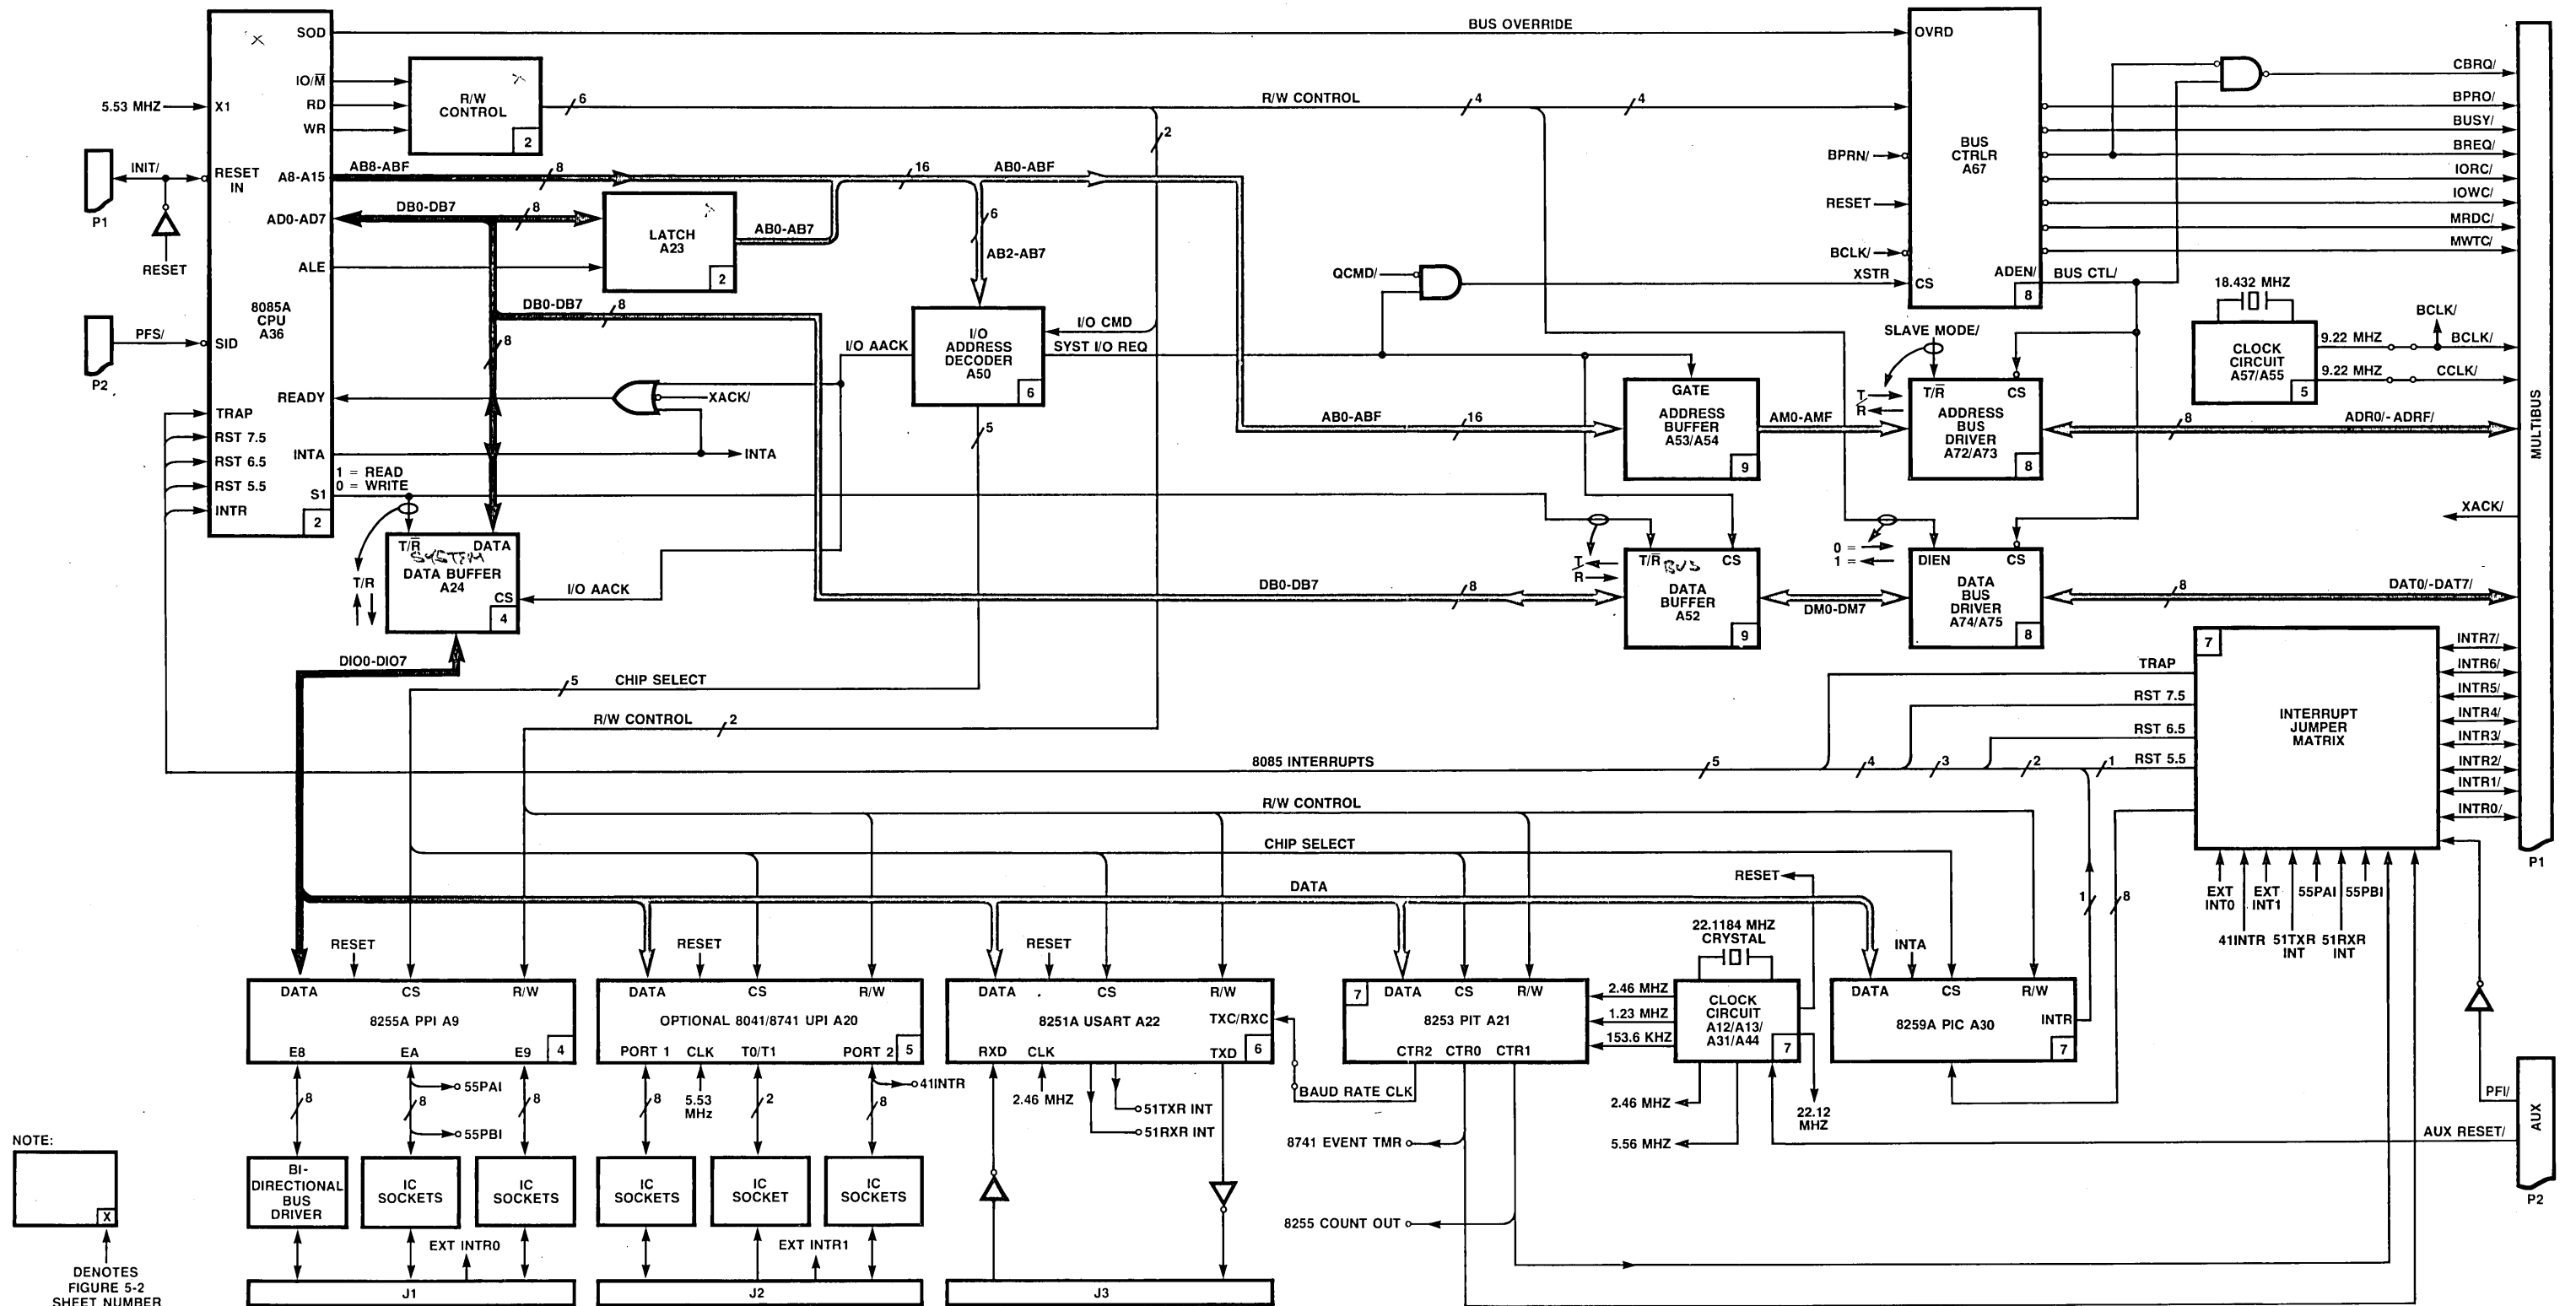 SOD
BUS OVERRIDE
OVRD
IO/M̅
RD
WR
R/W CONTROL
2
6
R/W CONTROL
4
4
2
5.53 MHZ
X1
P1
INIT/
RESET
RESET IN
A8-A15
AB8-ABF
8
16
AB0-ABF
AD0-AD7
DB0-DB7
8
LATCH A23
2
AB0-AB7
6
AB2-AB7
ALE
8085A CPU A36
2
DB0-DB7
8
8
P2
PFS/
SID
READY
XACK/
INTA
INTA
1 = READ
0 = WRITE
S1
TRAP
RST 7.5
RST 6.5
RST 5.5
INTR
I/O AACK
I/O ADDRESS DECODER A50
6
I/O CMD
SYST I/O REQ
5
T/R̅
DATA
SYSTEM
DATA BUFFER A24
CS
4
T/R
I/O AACK
DIO0-DIO7
BUS CTRLR A67
8
BPRN/
RESET
BCLK/
QCMD/
XSTR
CS
ADEN/
BUS CTL/
CBRQ/
BPRO/
BUSY/
BREQ/
IORC/
IOWC/
MRDC/
MWTC/
18.432 MHZ
CLOCK CIRCUIT A57/A55
5
9.22 MHZ
BCLK/
BCLK/
9.22 MHZ
CCLK/
MULTIBUS
SLAVE MODE/
T
R
T/R̅
CS
ADDRESS BUS DRIVER A72/A73
8
GATE
ADDRESS BUFFER A53/A54
9
AB0-ABF
16
AM0-AMF
8
ADR0/-ADRF/
XACK/
T
R
T/R̅
BUS
CS
DATA BUFFER A52
9
DB0-DB7
8
DM0-DM7
0 =
1 =
DIEN
CS
DATA BUS DRIVER A74/A75
8
8
DAT0/-DAT7/
5
CHIP SELECT
R/W CONTROL
2
8085 INTERRUPTS
5
4
3
2
1
TRAP
RST 7.5
RST 6.5
RST 5.5
7
INTERRUPT JUMPER MATRIX
INTR7/
INTR6/
INTR5/
INTR4/
INTR3/
INTR2/
INTR1/
INTR0/
P1
R/W CONTROL
CHIP SELECT
DATA
EXT INT0
41INTR
EXT INT1
51TXR INT
55PAI
51RXR INT
55PBI
1
8
RESET
DATA
CS
R/W
8255A PPI A9
E8
EA
E9
4
RESET
DATA
CS
R/W
OPTIONAL 8041/8741 UPI A20
PORT 1
CLK
T0/T1
PORT 2
5
RESET
DATA
CS
R/W
TXC/RXC
8251A USART A22
RXD
CLK
TXD
6
7
DATA
CS
R/W
8253 PIT A21
CTR2
CTR0
CTR1
RESET
22.1184 MHZ CRYSTAL
2.46 MHZ
1.23 MHZ
153.6 KHZ
CLOCK CIRCUIT A12/A13/ A31/A44
7
INTA
DATA
CS
R/W
INTR
8259A PIC A30
7
8
55PAI
8
55PBI
8
8
5.53 MHz
2
8
41INTR
2.46 MHZ
51TXR INT
51RXR INT
BAUD RATE CLK
8741 EVENT TMR
8255 COUNT OUT
2.46 MHZ
5.56 MHZ
22.12 MHZ
PFI/
AUX RESET/
AUX
P2
NOTE:
X
DENOTES
FIGURE 5-2
SHEET NUMBER
BI-DIRECTIONAL BUS DRIVER
IC SOCKETS
IC SOCKETS
IC SOCKETS
IC SOCKET
IC SOCKETS
EXT INTR0
EXT INTR1
J1
J2
J3